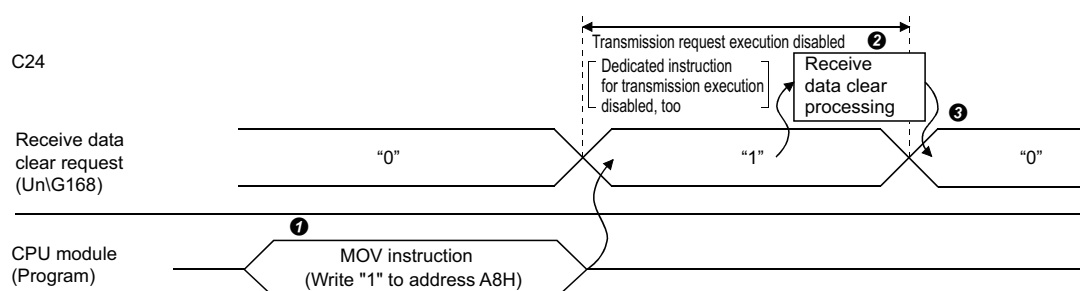 Transmission request execution disabled ❷
C24
Dedicated instruction
for transmission execution
disabled, too
Receive
data clear
processing
❸
Receive data
clear request
(Un\G168)
“0”
“1”
“0”
❶
CPU module
(Program)
MOV instruction
(Write "1" to address A8H)